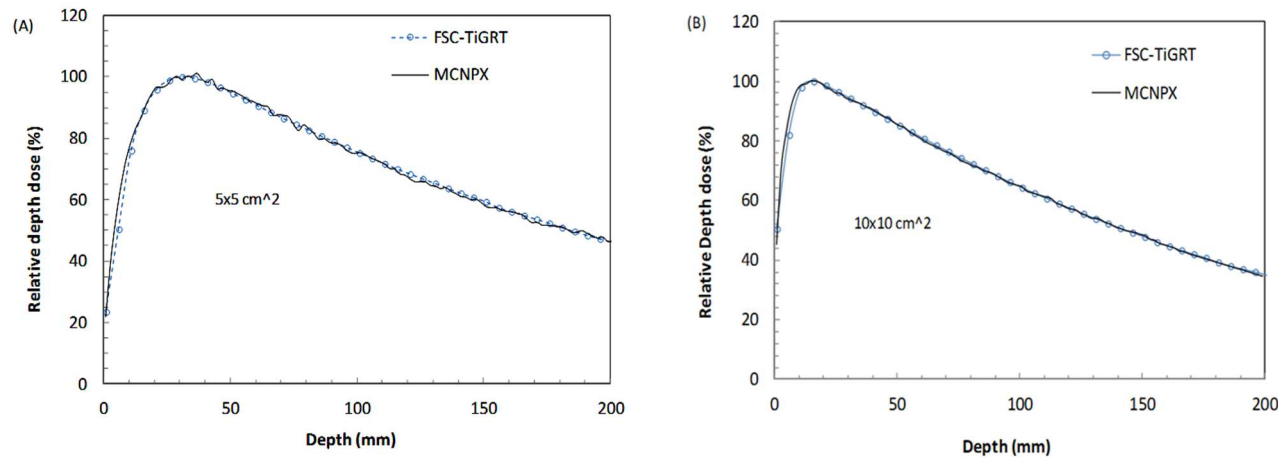 (A)
120
100
80
60
40
20
0
Relative depth dose (%)
FSC-TiGRT
MCNPX
5x5 cm^2
0 50 100 150 200
Depth (mm)
(B)
120
100
80
60
40
20
0
Relative Depth dose (%)
FSC-TiGRT
MCNPX
10x10 cm^2
0 50 100 150 200
Depth (mm)